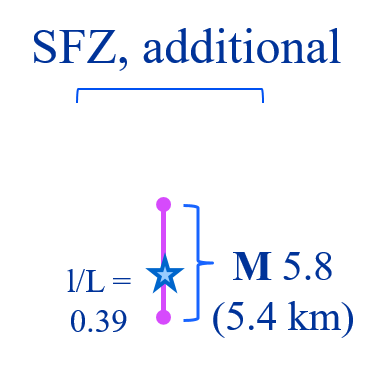 SFZ, additional
l/L =
0.39
M 5.8
(5.4 km)